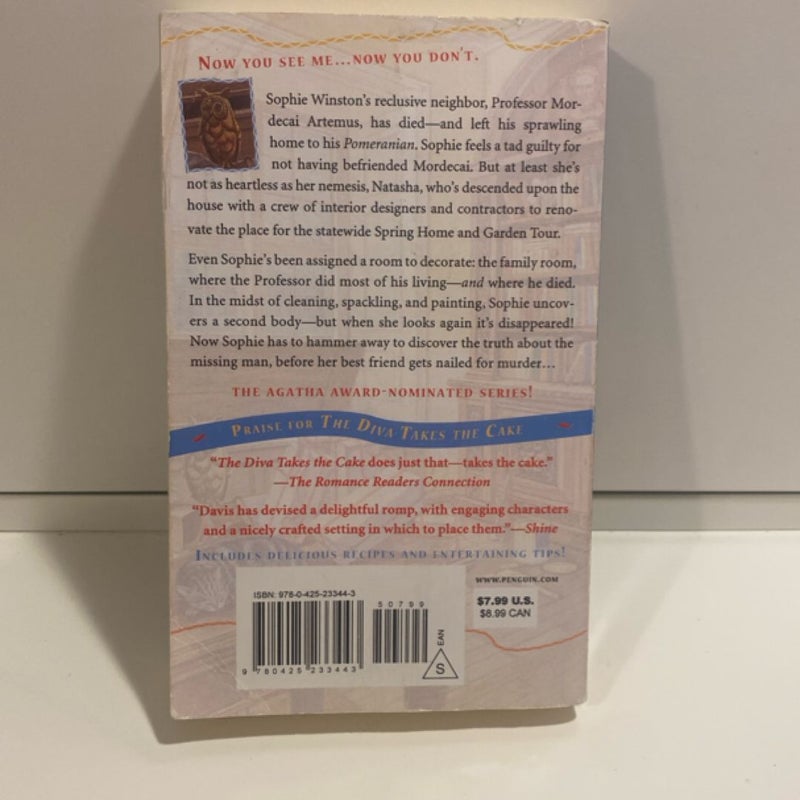 NOW YOU SEE ME...NOW YOU DON'T.
Sophie Winston's reclusive neighbor, Professor Mor-
decai Artemus, has died—and left his sprawling
home to his Pomeranian. Sophie feels a tad guilty for
not having befriended Mordecai. But at least she's
not as heartless as her nemesis, Natasha, who's descended upon the
house with a crew of interior designers and contractors to reno-
vate the place for the statewide Spring Home and Garden Tour.
Even Sophie's been assigned a room to decorate: the family room,
where the Professor did most of his living—and where he died.
In the midst of cleaning, spackling, and painting, Sophie uncov-
ers a second body—but when she looks again it's disappeared!
Now Sophie has to hammer away to discover the truth about the
missing man, before her best friend gets nailed for murder...
THE AGATHA AWARD-NOMINATED SERIES!
PRAISE FOR THE DIVA TAKES THE CAKE
"The Diva Takes the Cake does just that—takes the cake."
—The Romance Readers Connection
"Davis has devised a delightful romp, with engaging characters
and a nicely crafted setting in which to place them."—Shine
INCLUDES DELICIOUS RECIPES AND ENTERTAINING TIPS!
WWW.PENGUIN.COM
$7.99 U.S.
$8.99 CAN
ISBN: 978-0-425-23344-3
50799
9 780425 233443
EAN
S